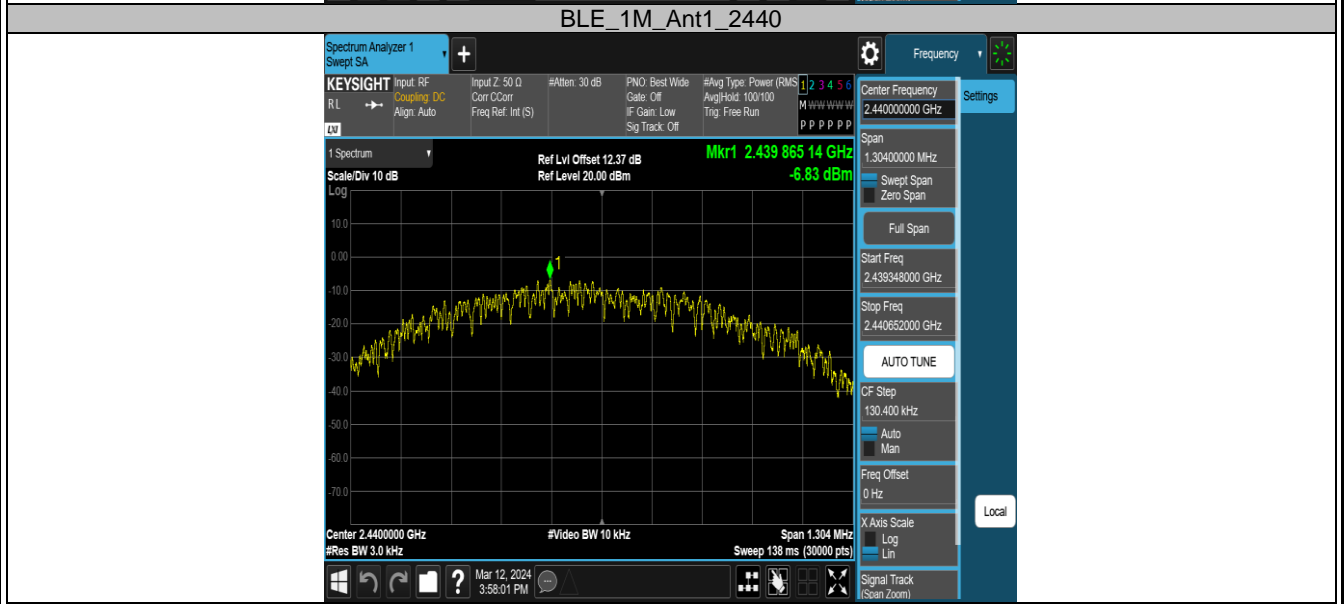 BLE_1M_Ant1_2440
Spectrum Analyzer 1
Swept SA
+
Frequency
KEYSIGHT
RL
LXI
Input: RF
Coupling: DC
Align: Auto
Input Z: 50 Ω
Corr CCorr
Freq Ref: Int (S)
#Atten: 30 dB
PNO: Best Wide
Gate: Off
IF Gain: Low
Sig Track: Off
#Avg Type: Power (RMS
Avg|Hold: 100/100
Trig: Free Run
1 2 3 4 5 6
M W W W W W
P P P P P P
1 Spectrum
Scale/Div 10 dB
Ref Lvl Offset 12.37 dB
Ref Level 20.00 dBm
Mkr1 2.439 865 14 GHz
-6.83 dBm
Log
10.0
0.00
-10.0
-20.0
-30.0
-40.0
-50.0
-60.0
-70.0
1
Center 2.4400000 GHz
#Res BW 3.0 kHz
#Video BW 10 kHz
Span 1.304 MHz
Sweep 138 ms (30000 pts)
Center Frequency
2.440000000 GHz
Settings
Span
1.30400000 MHz
Swept Span
Zero Span
Full Span
Start Freq
2.439348000 GHz
Stop Freq
2.440652000 GHz
AUTO TUNE
CF Step
130.400 kHz
Auto
Man
Freq Offset
0 Hz
X Axis Scale
Log
Lin
Local
Signal Track
(Span Zoom)
?
Mar 12, 2024
3:58:01 PM